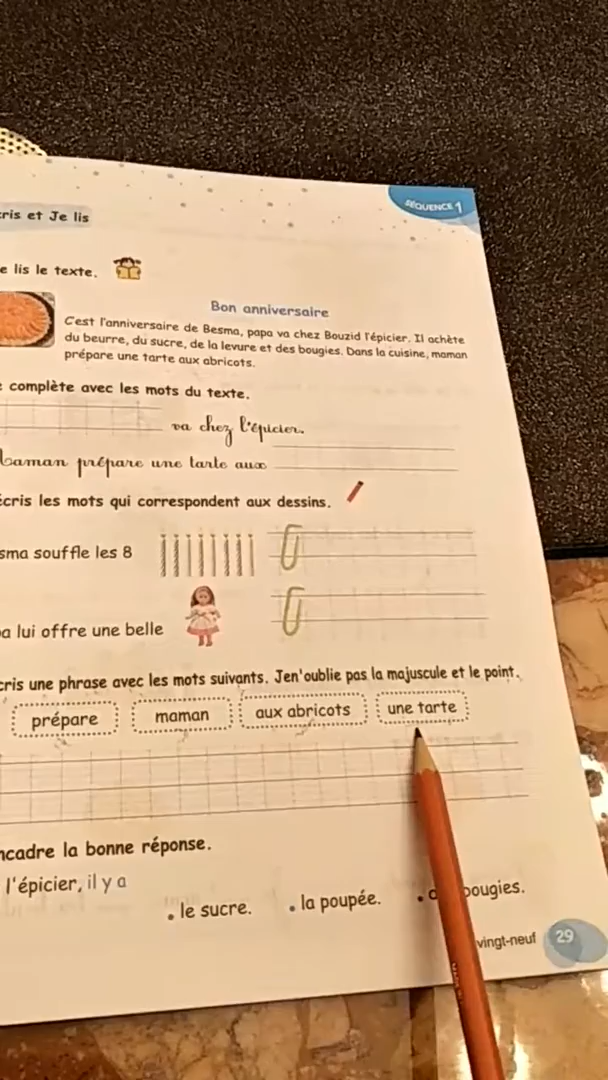 SÉQUENCE 1
cris et Je lis
e lis le texte.
Bon anniversaire
C'est l'anniversaire de Besma, papa va chez Bouzid l'épicier. Il achète
du beurre, du sucre, de la levure et des bougies. Dans la cuisine, maman
prépare une tarte aux abricots.
complète avec les mots du texte.
va chez l'épicier.
Maman prépare une tarte aux
écris les mots qui correspondent aux dessins.
sma souffle les 8
a lui offre une belle
cris une phrase avec les mots suivants. Jen'oublie pas la majuscule et le point.
prépare maman aux abricots une tarte
ncadre la bonne réponse.
l'épicier, il y a
• le sucre. • la poupée. • bougies.
vingt-neuf 29